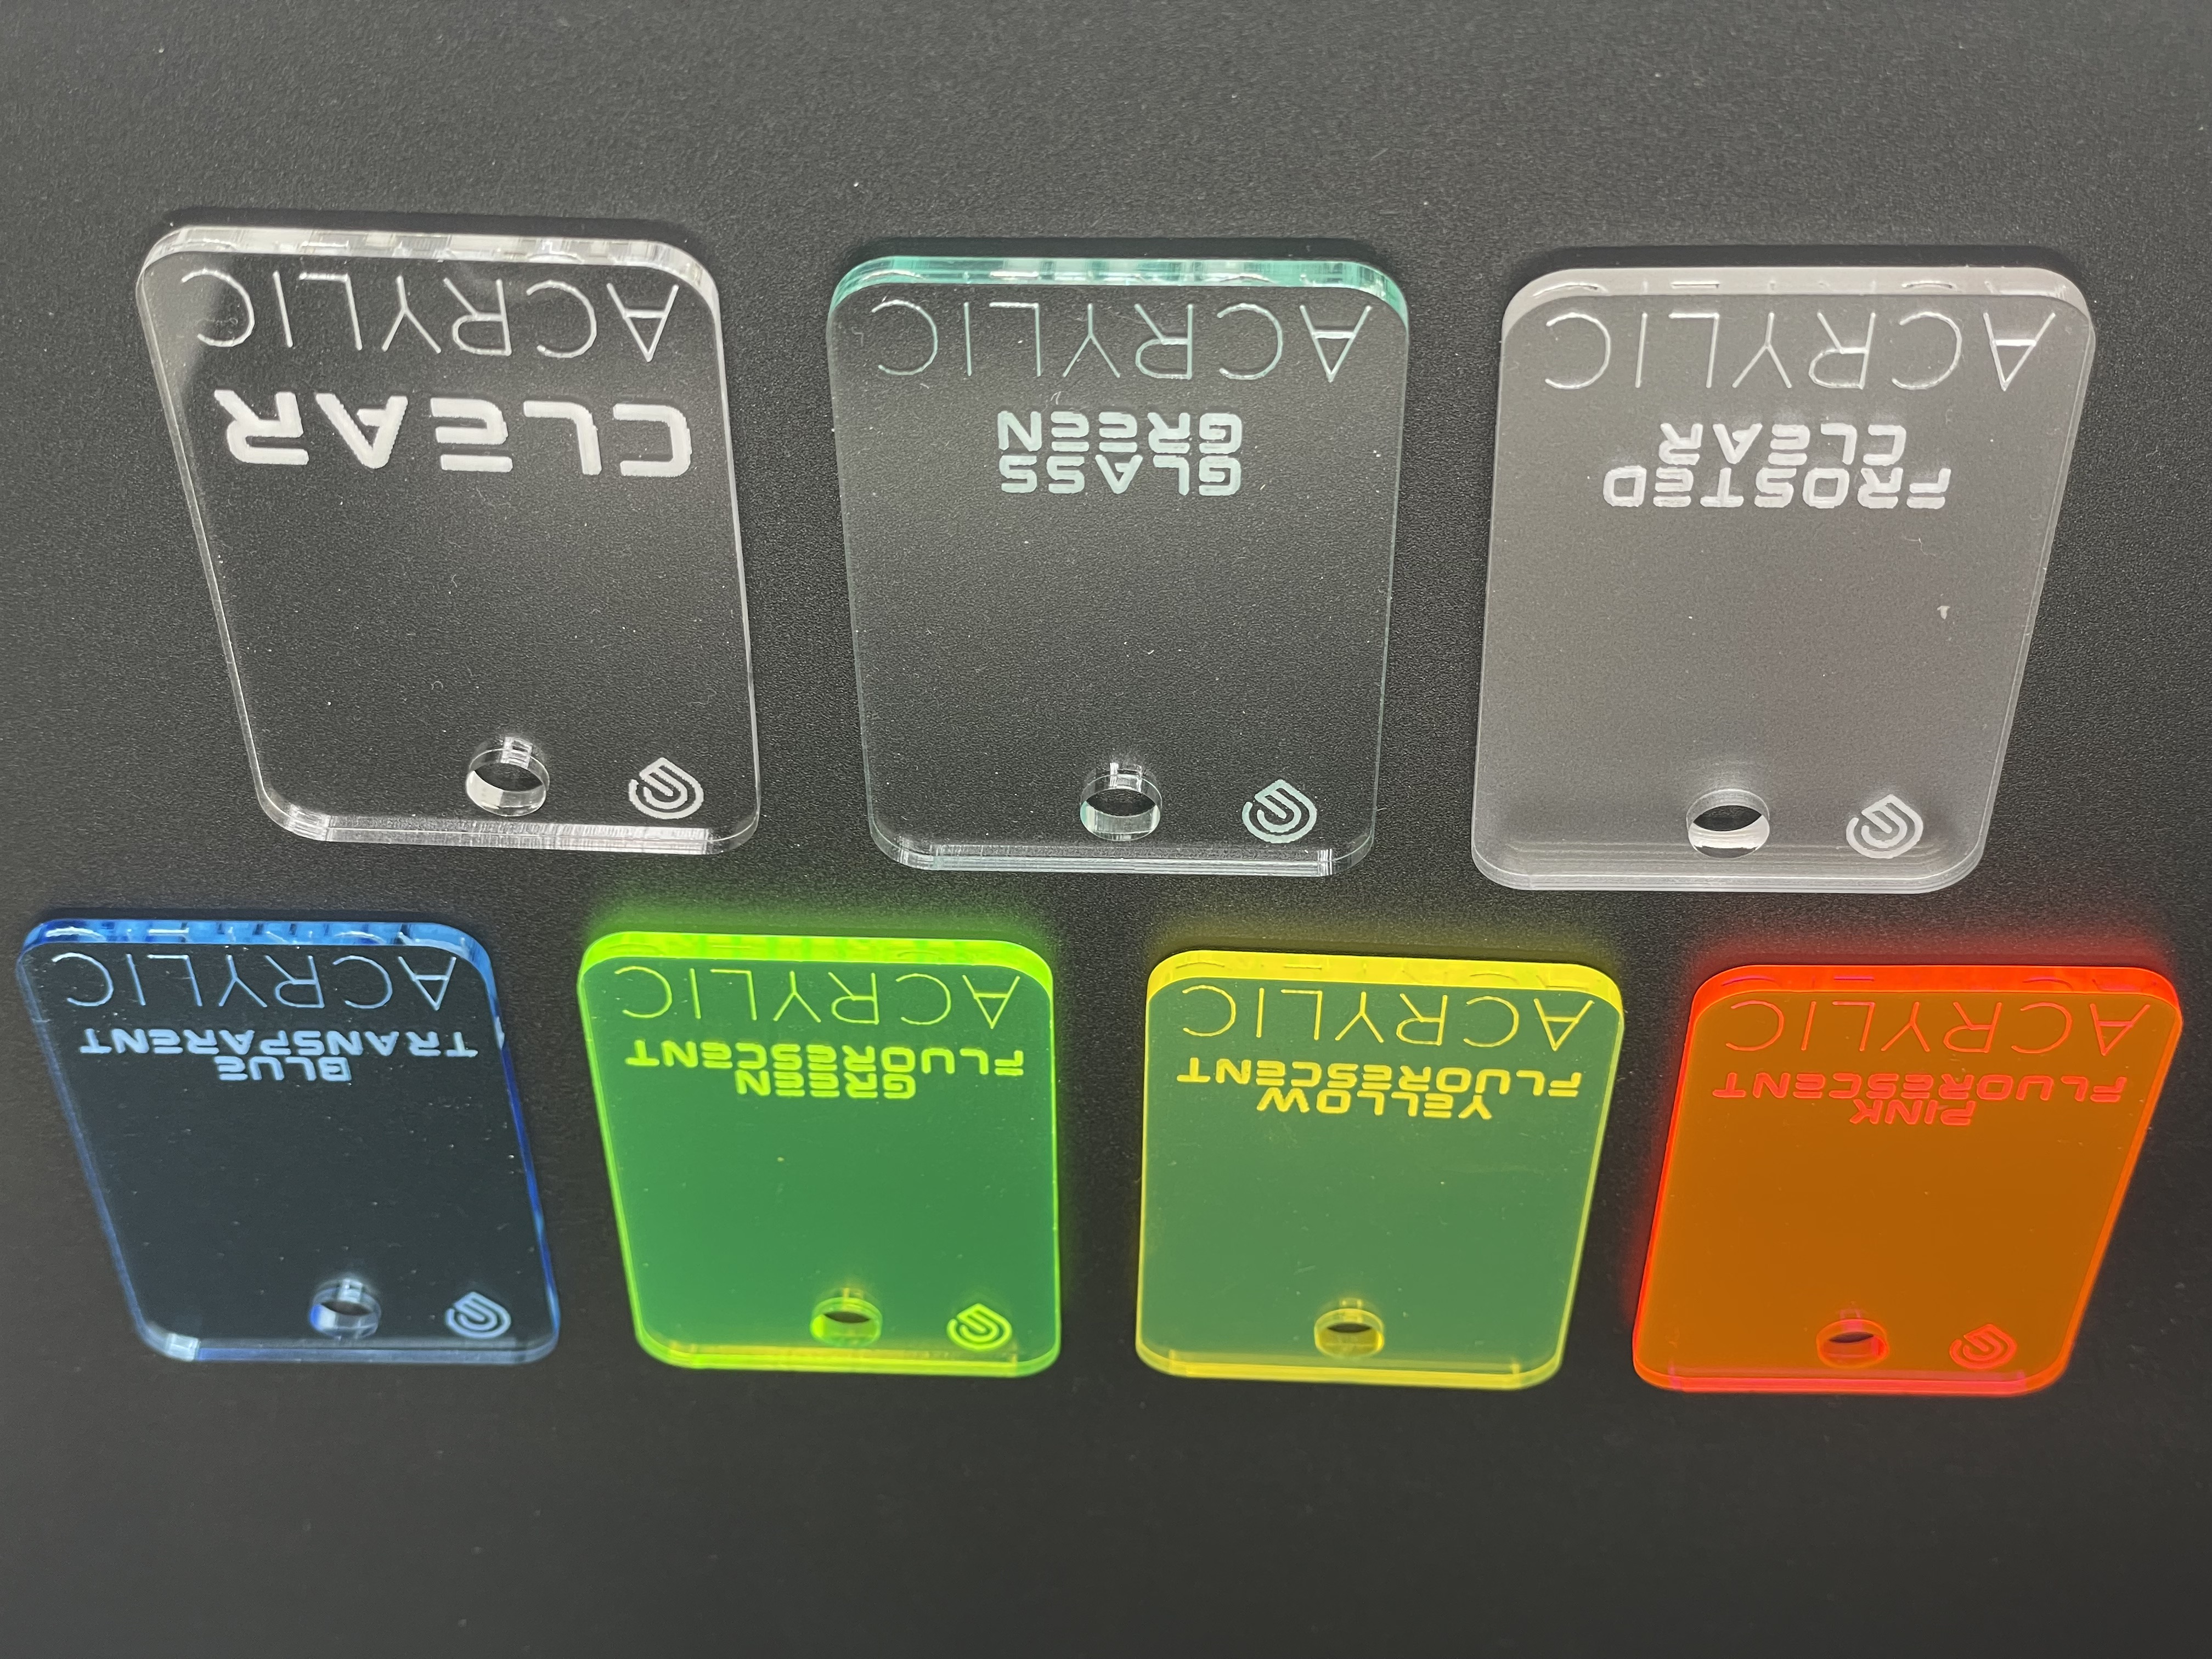 PINK
FLUORESCENT
ACRYLIC
YELLOW
FLUORESCENT
ACRYLIC
GREEN
FLUORESCENT
ACRYLIC
BLUE
TRANSPARENT
ACRYLIC
FROSTED
CLEAR
ACRYLIC
GLASS
GREEN
ACRYLIC
CLEAR
ACRYLIC